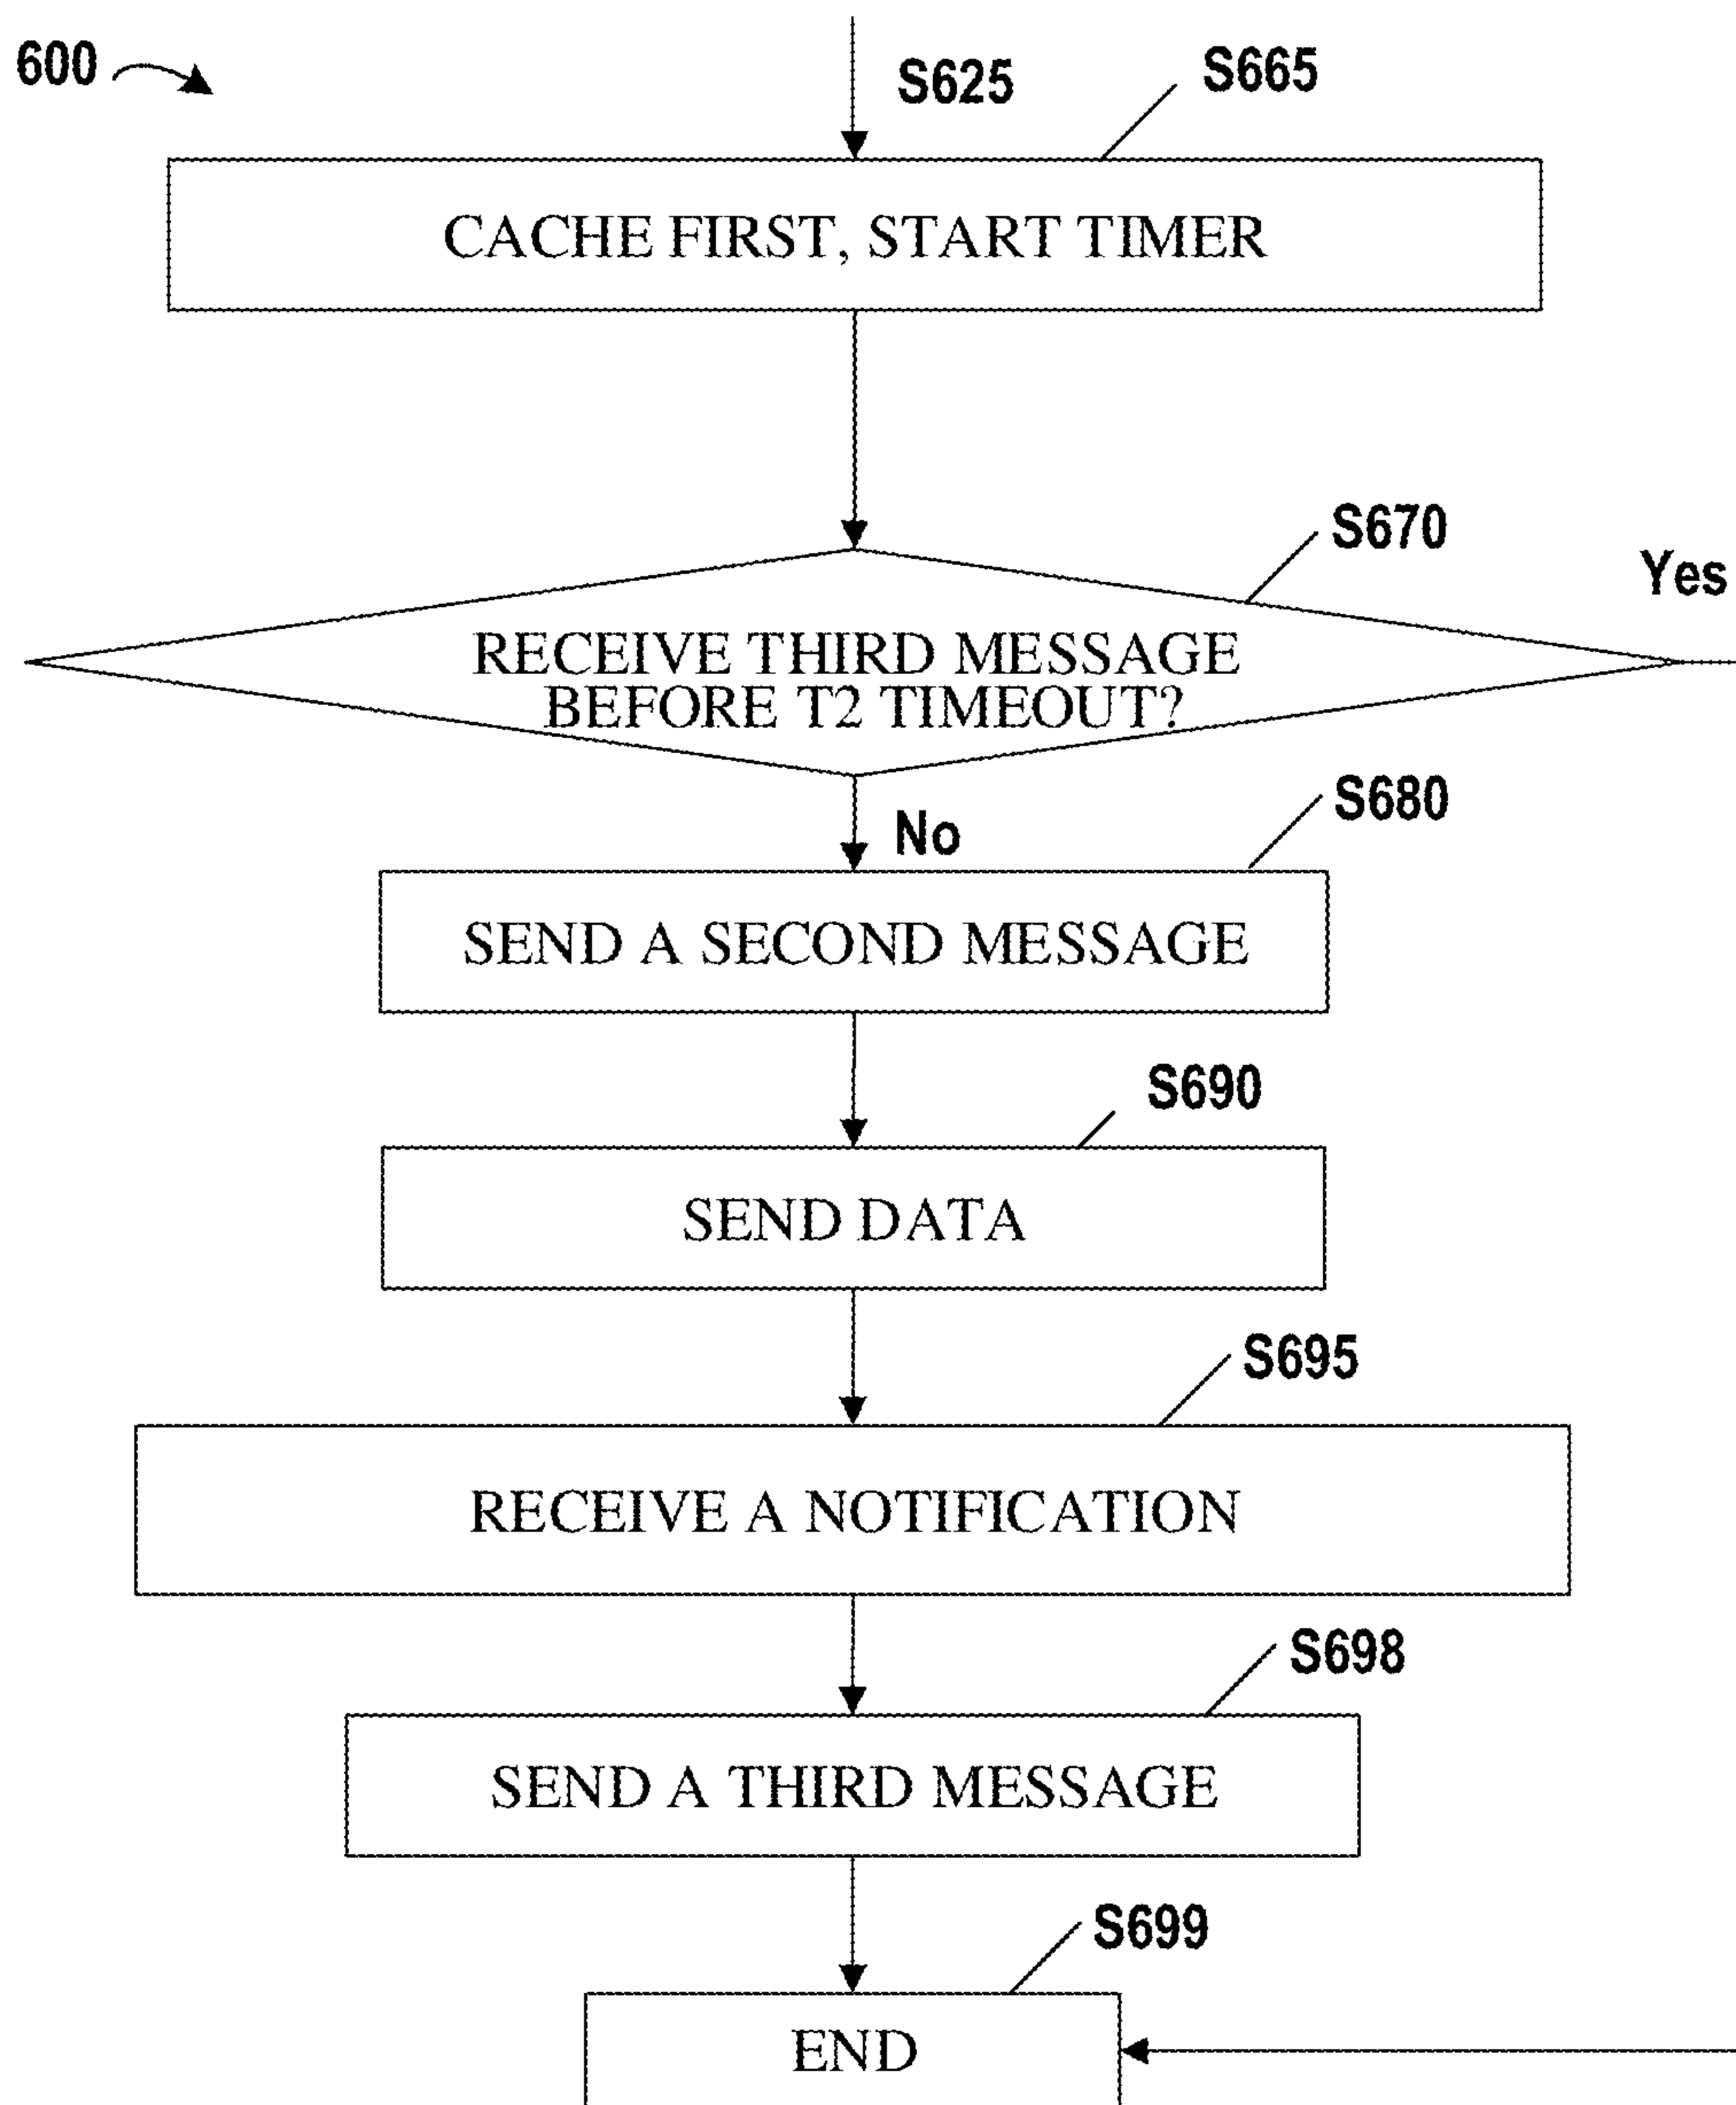 600
S625
S665
CACHE FIRST, START TIMER
S670
Yes
RECEIVE THIRD MESSAGE
BEFORE T2 TIMEOUT?
S680
No
SEND A SECOND MESSAGE
S690
SEND DATA
S695
RECEIVE A NOTIFICATION
S698
SEND A THIRD MESSAGE
S699
END